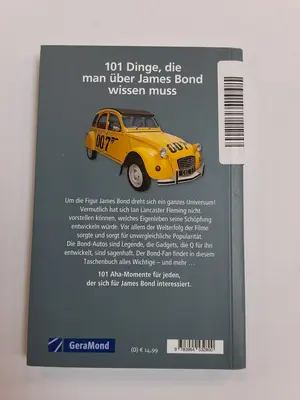 101 Dinge, die
man über James Bond
wissen muss
007
007
Um die Figur James Bond dreht sich ein ganzes Universum!
Vermutlich hat sich Ian Lancaster Fleming nicht
vorstellen können, welches Eigenleben seine Schöpfung
entwickeln würde. Vor allem der Welterfolg der Filme
sorgte und sorgt für unvergleichliche Popularität.
Die Bond-Autos sind Legende, die Gadgets, die Q für ihn
entwickelt, sind sagenhaft. Der Bond-Fan findet in diesem
Taschenbuch alles Wichtige – und mehr …
101 Aha-Momente für jeden,
der sich für James Bond interessiert.
GeraMond
(D) € 14,99